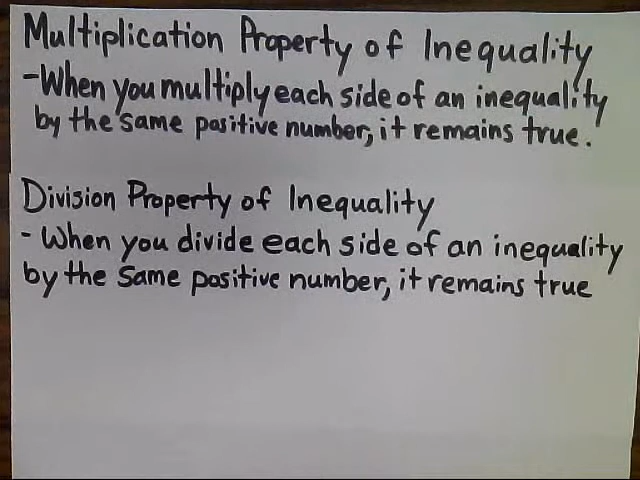 Multiplication Property of Inequality
-When you multiply each side of an inequality
by the same positive number, it remains true.
Division Property of Inequality
- When you divide each side of an inequality
by the same positive number, it remains true